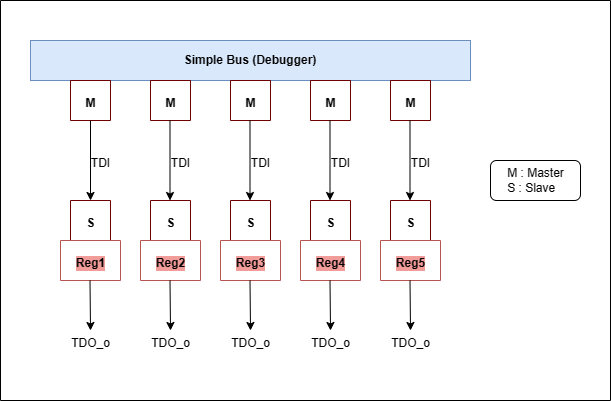 Simple Bus (Debugger)
M M M M M
TDI TDI TDI TDI TDI
M : Master
S : Slave
S S S S S
Reg1 Reg2 Reg3 Reg4 Reg5
TDO_o TDO_o TDO_o TDO_o TDO_o